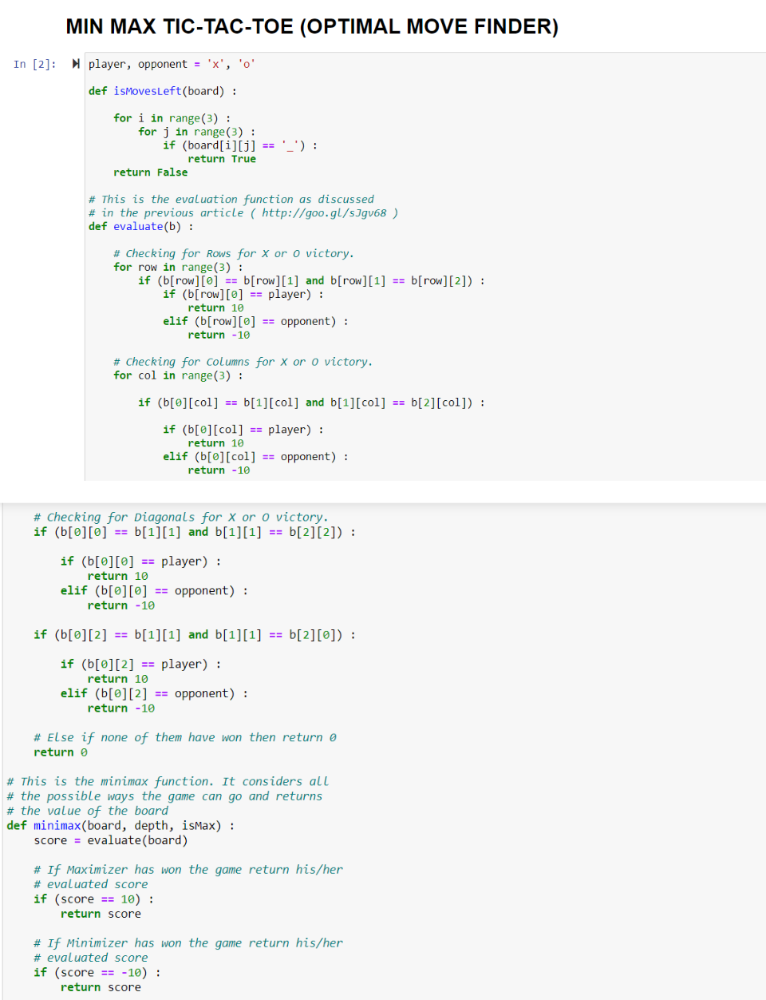 MIN MAX TIC-TAC-TOE (OPTIMAL MOVE FINDER)
In [2]: player, opponent = 'x', 'o'
def isMovesLeft(board) :
for i in range(3) :
for j in range(3) :
if (board[i][j] == '_') :
return True
return False
# This is the evaluation function as discussed
# in the previous article ( http://goo.gl/sJgv68 )
def evaluate(b) :
# Checking for Rows for X or O victory.
for row in range(3) :
if (b[row][0] == b[row][1] and b[row][1] == b[row][2]) :
if (b[row][0] == player) :
return 10
elif (b[row][0] == opponent) :
return -10
# Checking for Columns for X or O victory.
for col in range(3) :
if (b[0][col] == b[1][col] and b[1][col] == b[2][col]) :
if (b[0][col] == player) :
return 10
elif (b[0][col] == opponent) :
return -10
# Checking for Diagonals for X or O victory.
if (b[0][0] == b[1][1] and b[1][1] == b[2][2]) :
if (b[0][0] == player) :
return 10
elif (b[0][0] == opponent) :
return -10
if (b[0][2] == b[1][1] and b[1][1] == b[2][0]) :
if (b[0][2] == player) :
return 10
elif (b[0][2] == opponent) :
return -10
# Else if none of them have won then return 0
return 0
# This is the minimax function. It considers all
# the possible ways the game can go and returns
# the value of the board
def minimax(board, depth, isMax) :
score = evaluate(board)
# If Maximizer has won the game return his/her
# evaluated score
if (score == 10) :
return score
# If Minimizer has won the game return his/her
# evaluated score
if (score == -10) :
return score